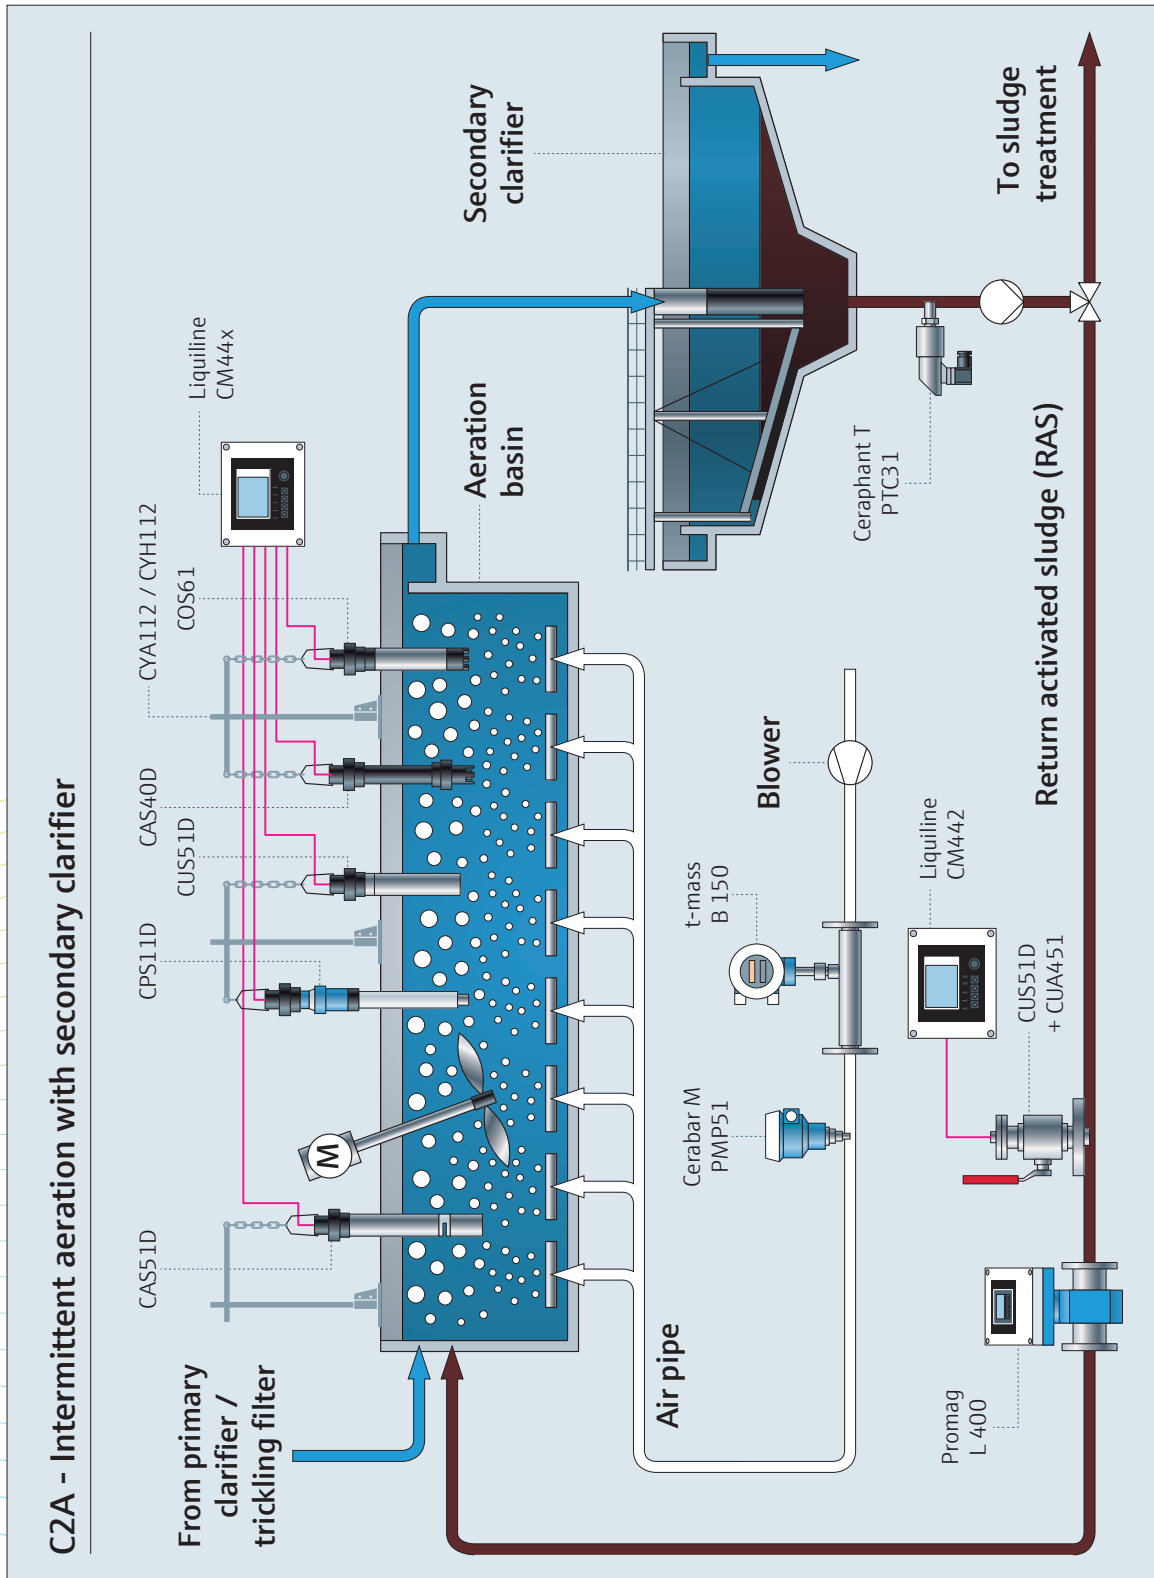 C2A - Intermittent aeration with secondary clarifier
From primary
clarifier /
trickling filter
CAS51D
CPS11D
CUS51D
CAS40D
CYA112 / CYH112
COS61
Liquiline
CM44x
M
Aeration
basin
Secondary
clarifier
Air pipe
Cerabar M
PMP51
t-mass
B 150
Blower
Ceraphant T
PTC31
To sludge
treatment
Promag
L 400
CUS51D
+ CUA451
Liquiline
CM442
Return activated sludge (RAS)